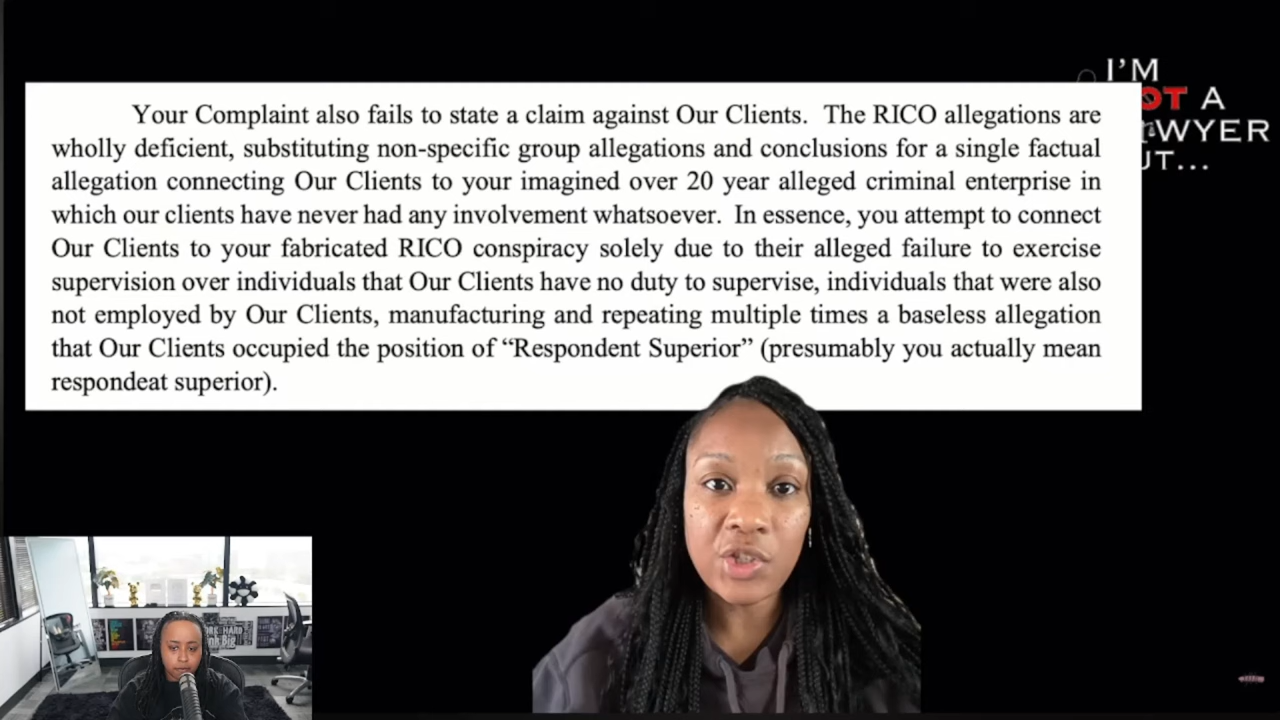 I'M
NOT A
LAWYER
BUT...
Your Complaint also fails to state a claim against Our Clients. The RICO allegations are
wholly deficient, substituting non-specific group allegations and conclusions for a single factual
allegation connecting Our Clients to your imagined over 20 year alleged criminal enterprise in
which our clients have never had any involvement whatsoever. In essence, you attempt to connect
Our Clients to your fabricated RICO conspiracy solely due to their alleged failure to exercise
supervision over individuals that Our Clients have no duty to supervise, individuals that were also
not employed by Our Clients, manufacturing and repeating multiple times a baseless allegation
that Our Clients occupied the position of “Respondent Superior” (presumably you actually mean
respondeat superior).